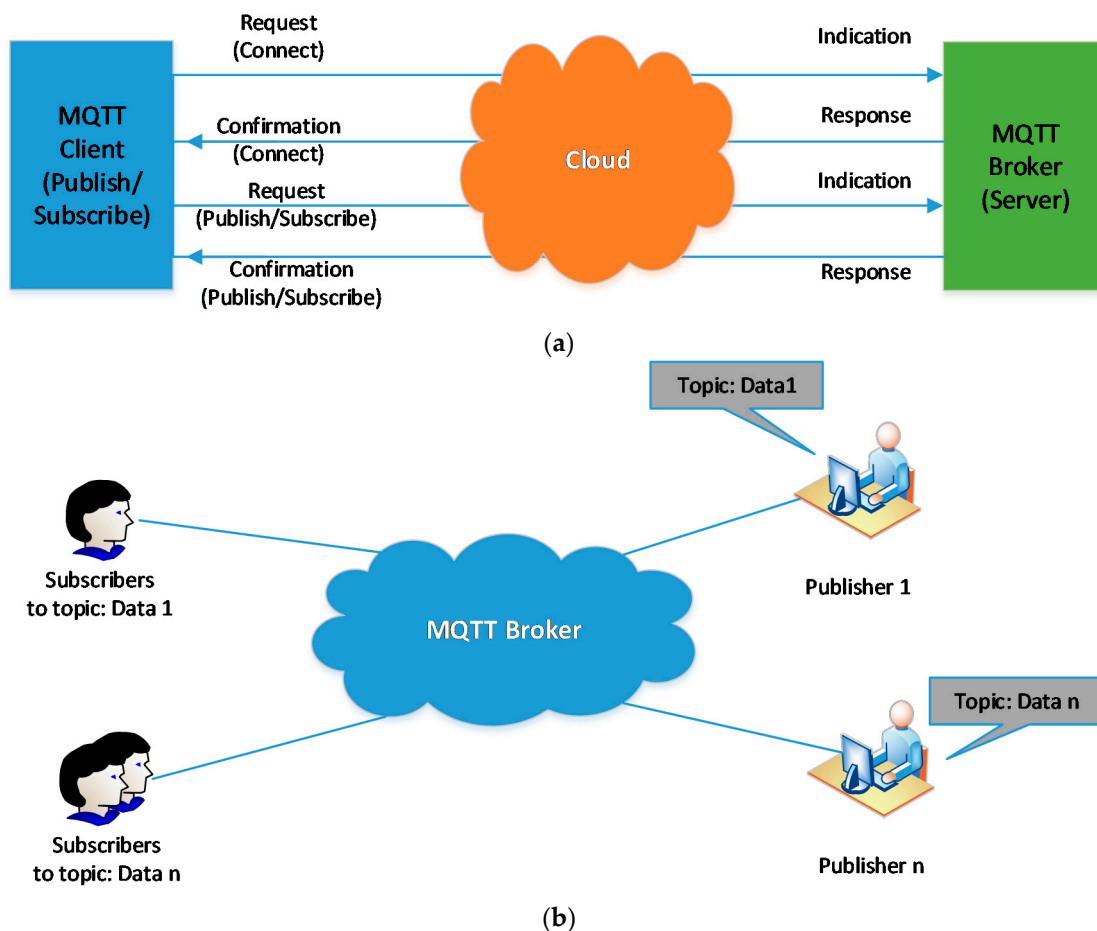 Request
(Connect)
Indication
MQTT
Client
(Publish/
Subscribe)
Confirmation
(Connect)
Cloud
Response
MQTT
Broker
(Server)
Request
(Publish/Subscribe)
Indication
Confirmation
(Publish/Subscribe)
Response
(a)
Topic: Data1
Subscribers
to topic: Data 1
Publisher 1
MQTT Broker
Topic: Data n
Subscribers
to topic: Data n
Publisher n
(b)